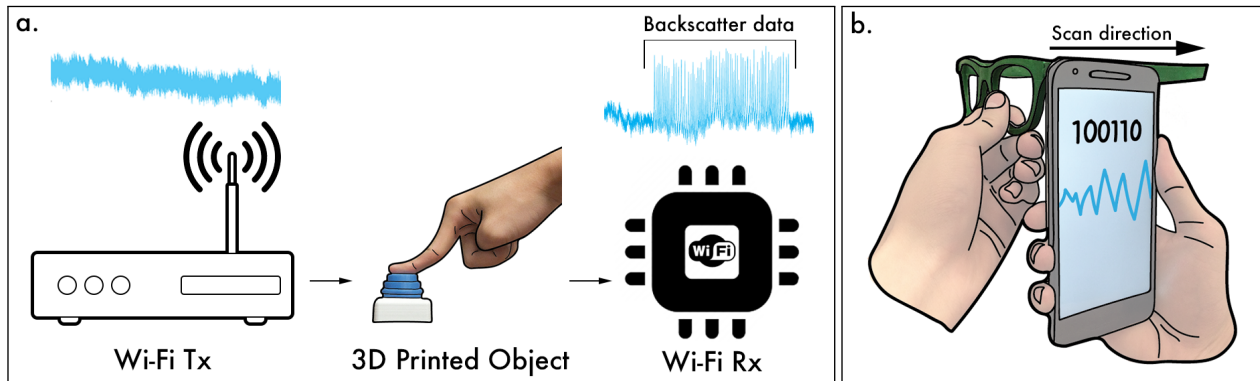 a.
Backscatter data
Wi-Fi Tx
3D Printed Object
Wi Fi
Wi-Fi Rx
b.
Scan direction
100110